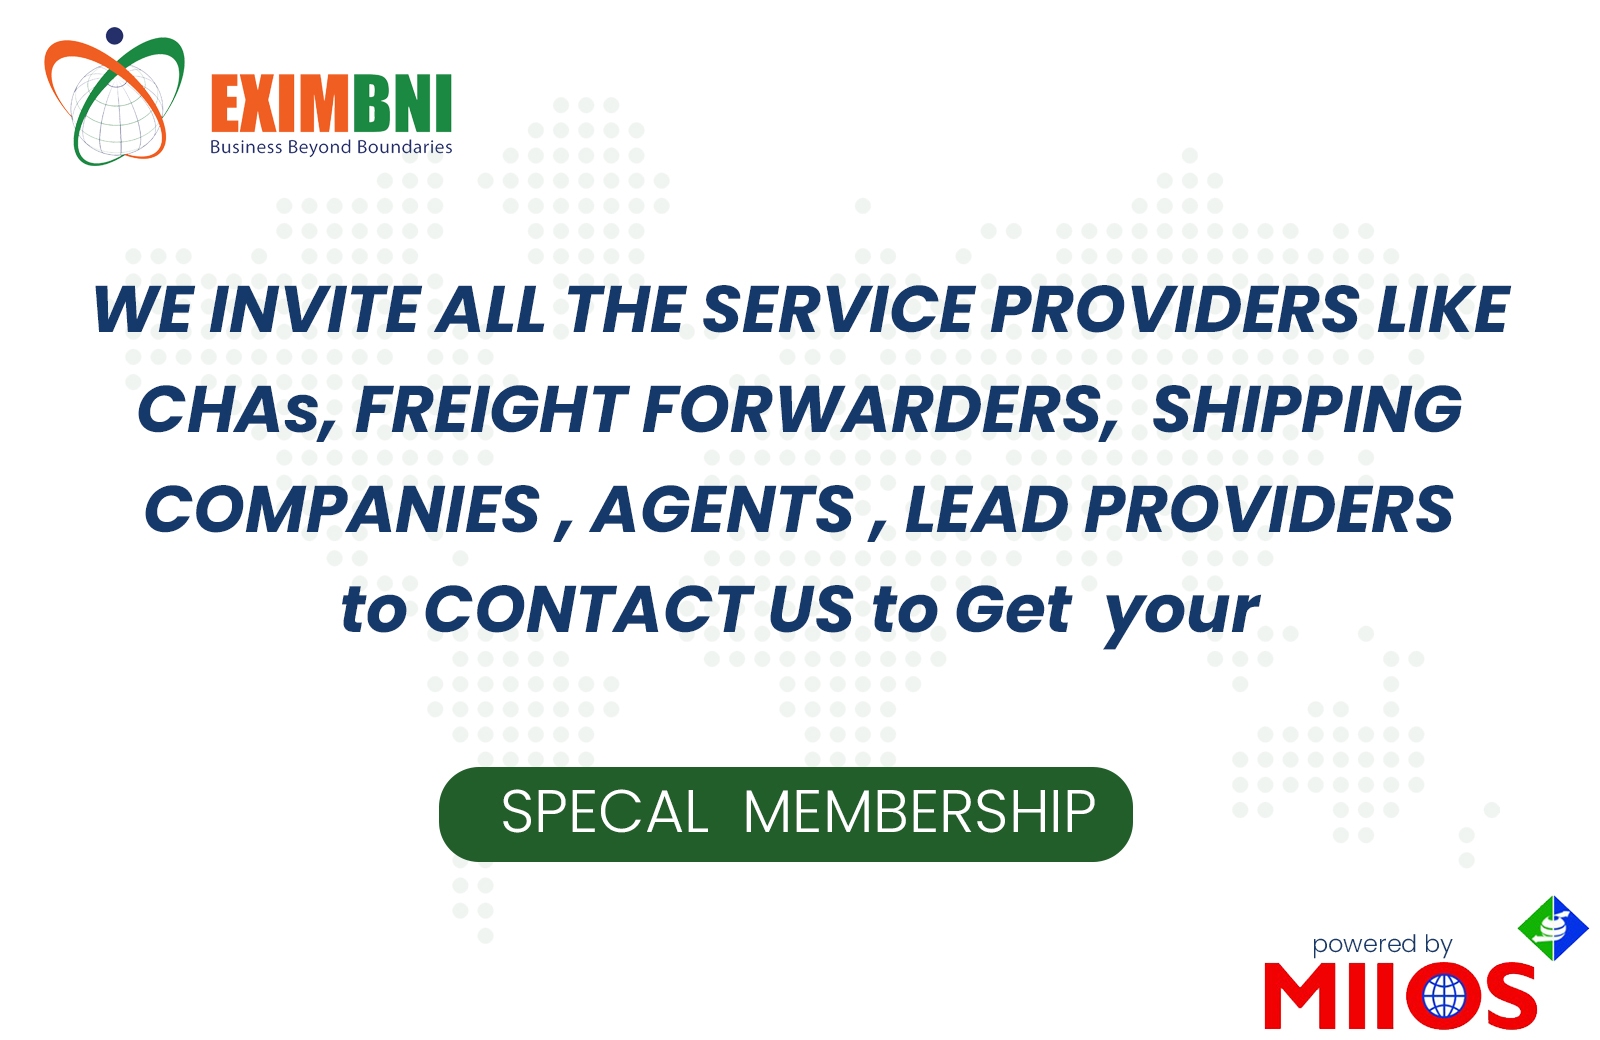 EXIMBNI
Business Beyond Boundaries
WE INVITE ALL THE SERVICE PROVIDERS LIKE
CHAs, FREIGHT FORWARDERS, SHIPPING
COMPANIES , AGENTS , LEAD PROVIDERS
to CONTACT US to Get your
SPECAL MEMBERSHIP
powered by
MIIOS